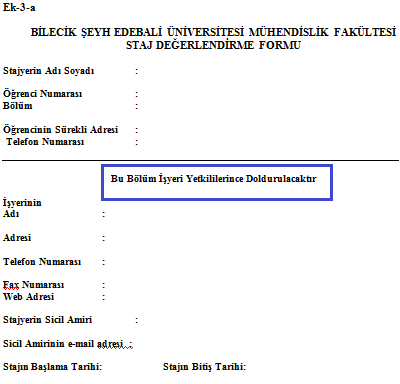 Ek-3-a
BİLECİK ŞEYH EDEBALİ ÜNİVERSİTESİ MÜHENDİSLİK FAKÜLTESİ
STAJ DEĞERLENDİRME FORMU
Stajyerin Adı Soyadı :
Öğrenci Numarası :
Bölüm :
Öğrencinin Sürekli Adresi :
Telefon Numarası :
Bu Bölüm İşyeri Yetkililerince Doldurulacaktır
İşyerinin
Adı :
Adresi :
Telefon Numarası :
Fax Numarası :
Web Adresi :
Stajyerin Sicil Amiri :
Sicil Amirinin e-mail adresi :
Stajın Başlama Tarihi: Stajın Bitiş Tarihi: